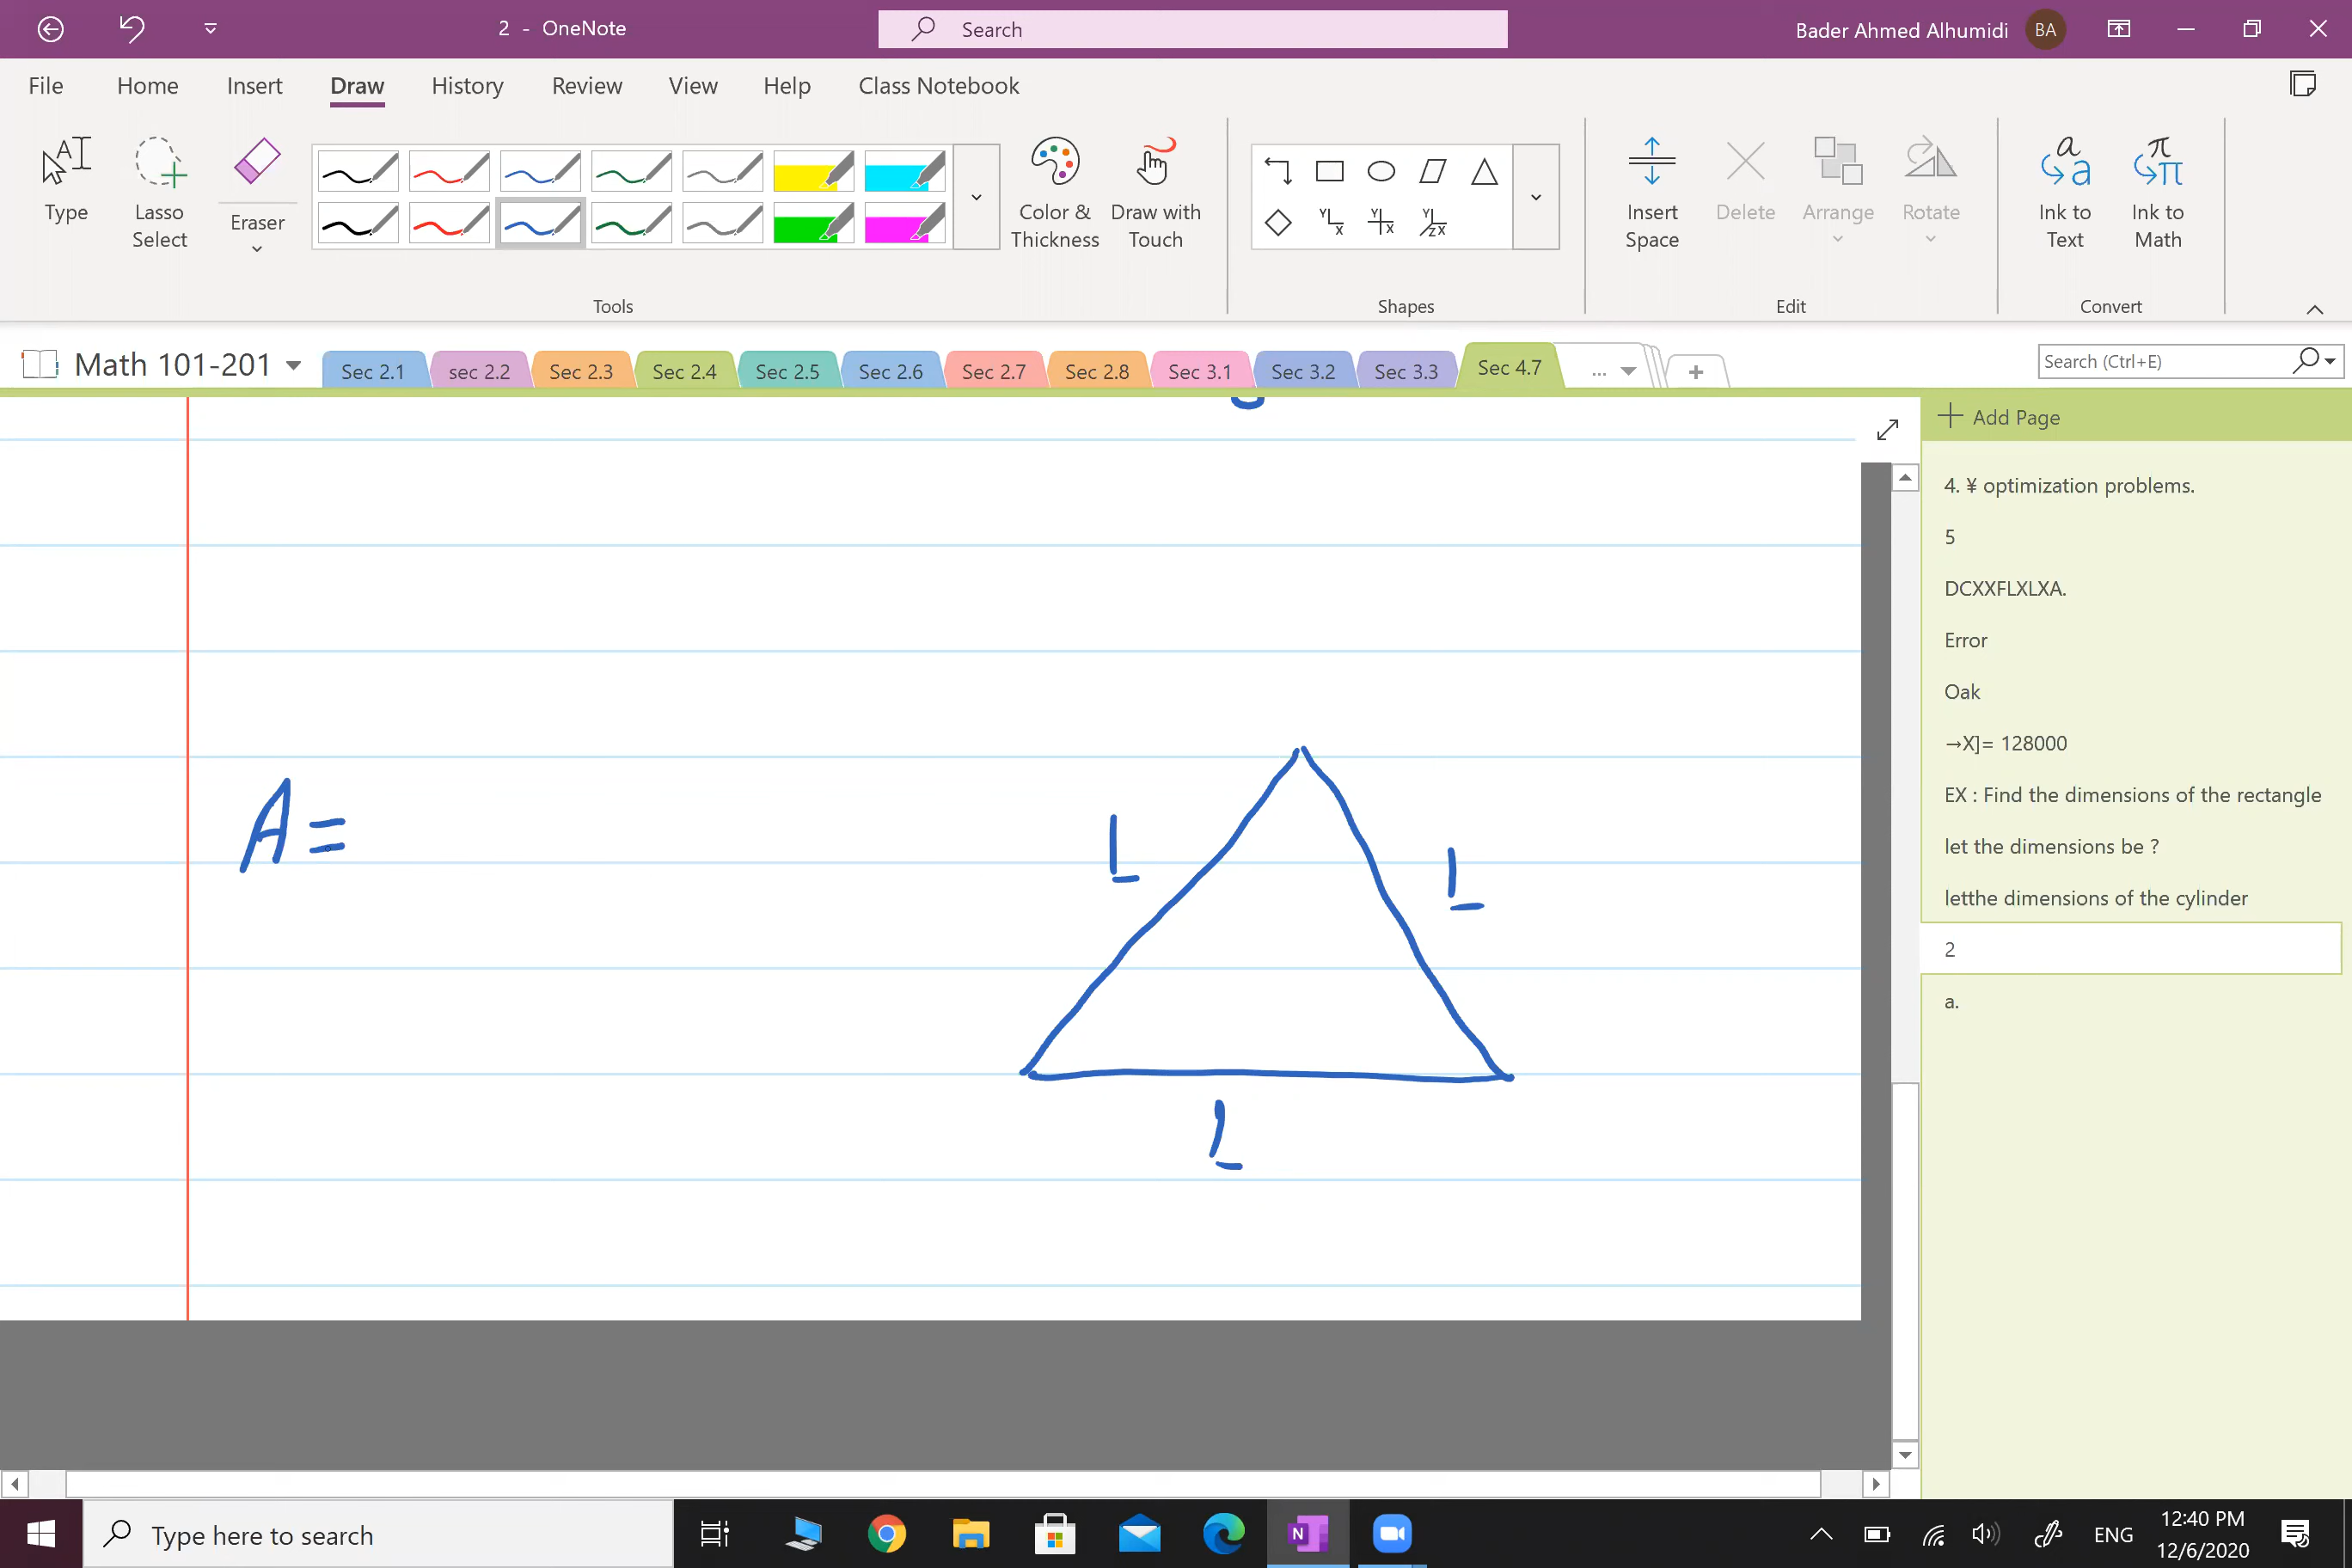 2 - OneNote
Search
Bader Ahmed Alhumidi
BA
File Home Insert Draw History Review View Help Class Notebook
Type
Lasso Select
Eraser
Color & Thickness
Draw with Touch
Insert Space
Delete
Arrange
Rotate
Ink to Text
Ink to Math
Tools
Shapes
Edit
Convert
Math 101-201
Sec 2.1
sec 2.2
Sec 2.3
Sec 2.4
Sec 2.5
Sec 2.6
Sec 2.7
Sec 2.8
Sec 3.1
Sec 3.2
Sec 3.3
Sec 4.7
...
Search (Ctrl+E)
Add Page
4. ¥ optimization problems.
5
DCXXFLXLXA.
Error
Oak
→X]= 128000
EX : Find the dimensions of the rectangle
let the dimensions be ?
letthe dimensions of the cylinder
2
a.
A =
L
L
L
Type here to search
ENG
12:40 PM
12/6/2020